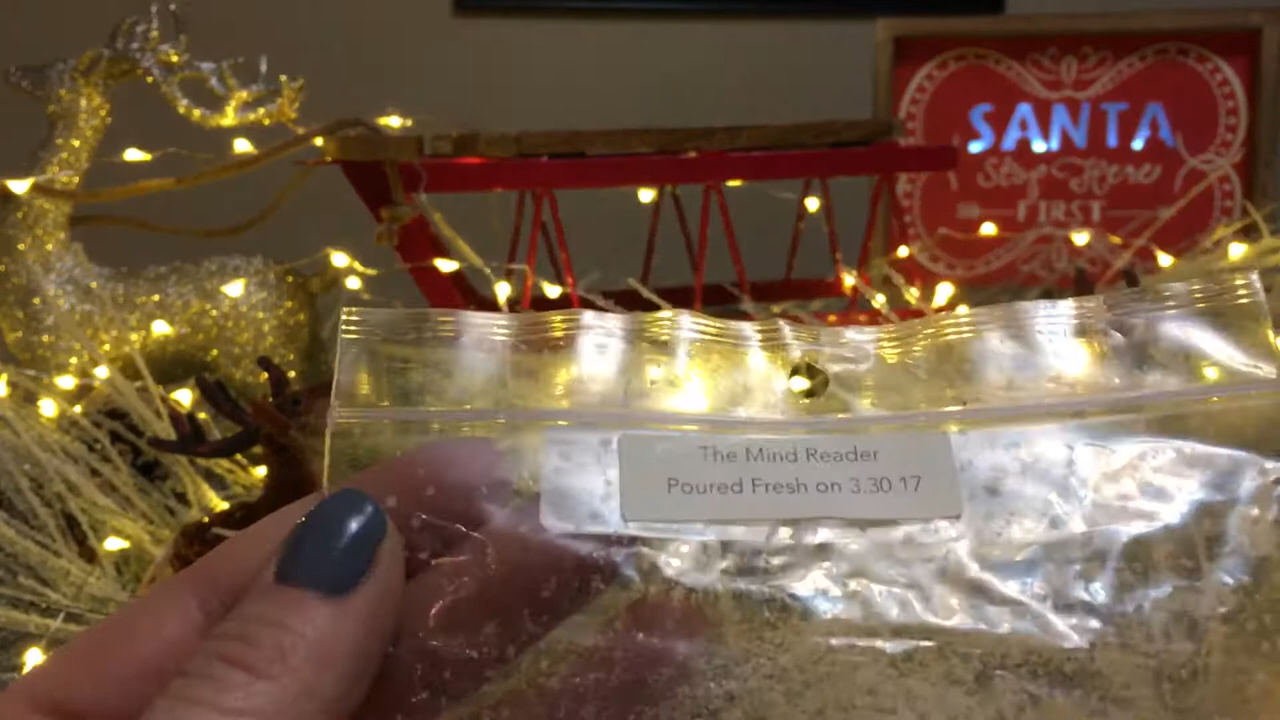 SANTA
Stop Here
FIRST
The Mind Reader
Poured Fresh on 3.30 17